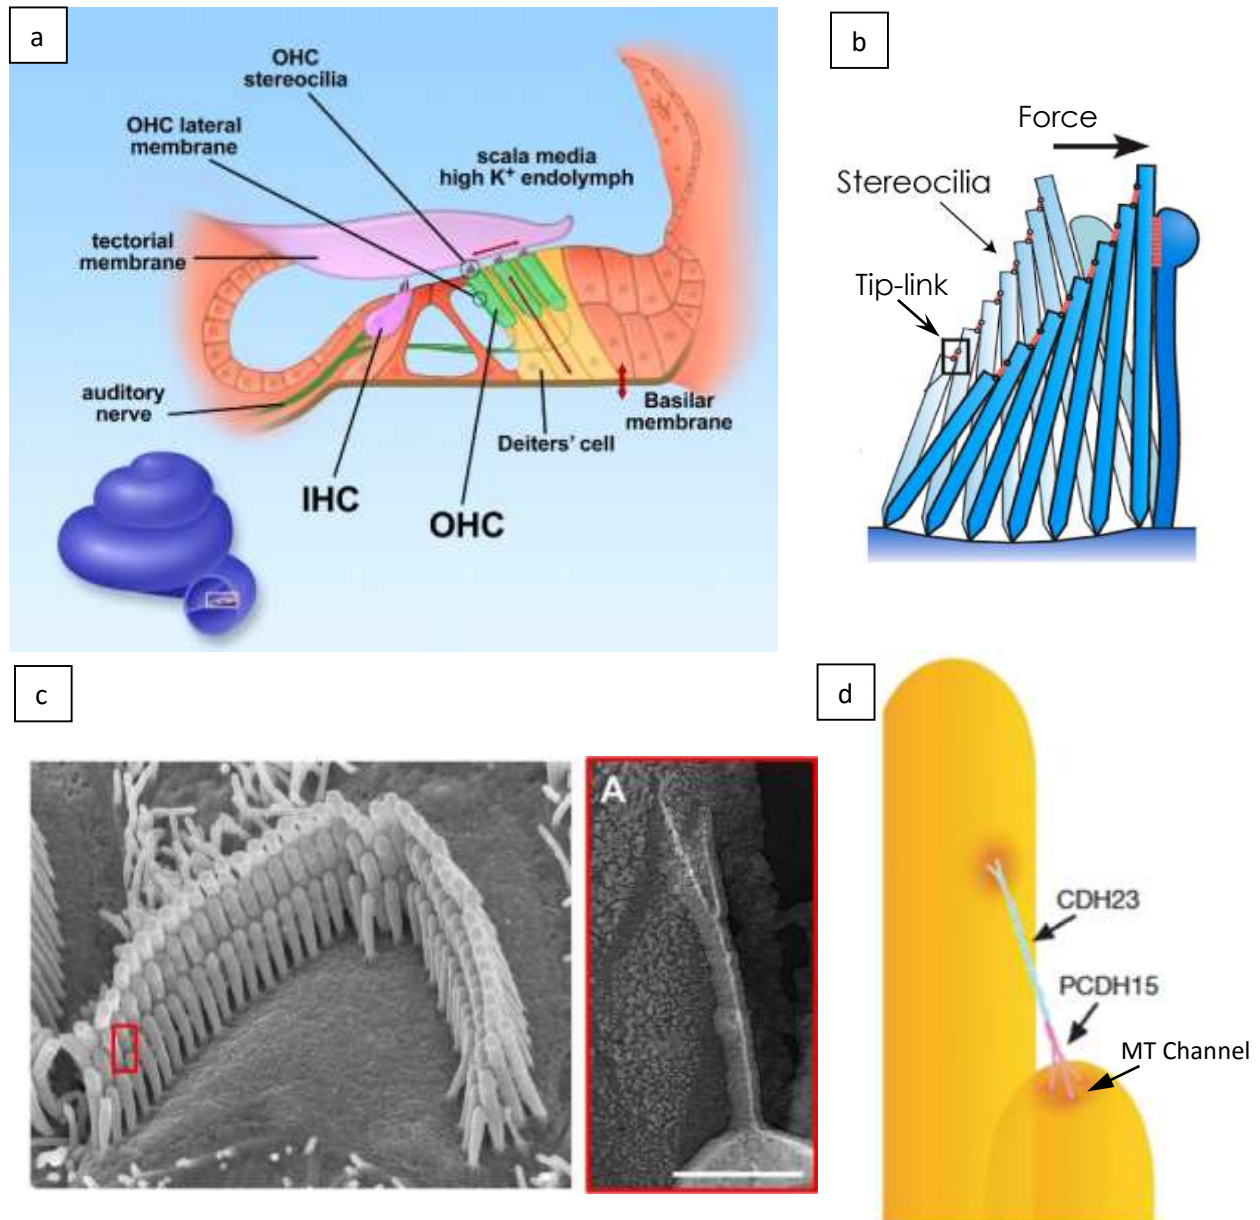 a
OHC
stereocilia
OHC lateral
membrane
scala media
high K⁺ endolymph
tectorial
membrane
auditory
nerve
Basilar
membrane
Deiters' cell
IHC
OHC
b
Force
Stereocilia
Tip-link
c
A
d
CDH23
PCDH15
MT Channel